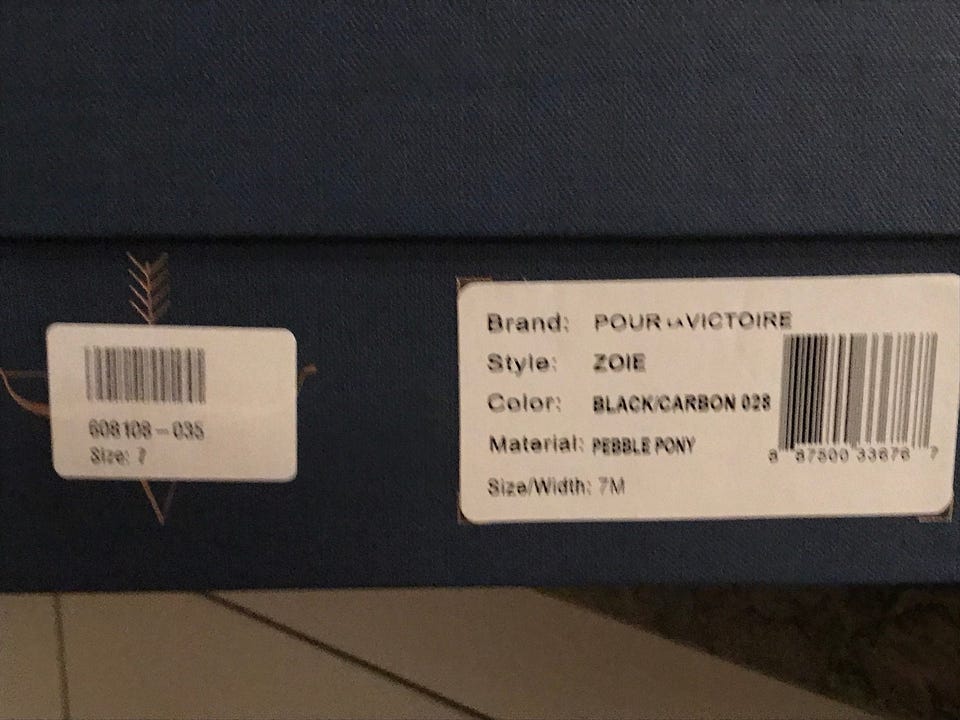 608108-035
Size: 7
Brand: POUR LA VICTOIRE
Style: ZOIE
Color: BLACK/CARBON 028
Material: PEBBLE PONY
Size/Width: 7M
8 87500 33676 7